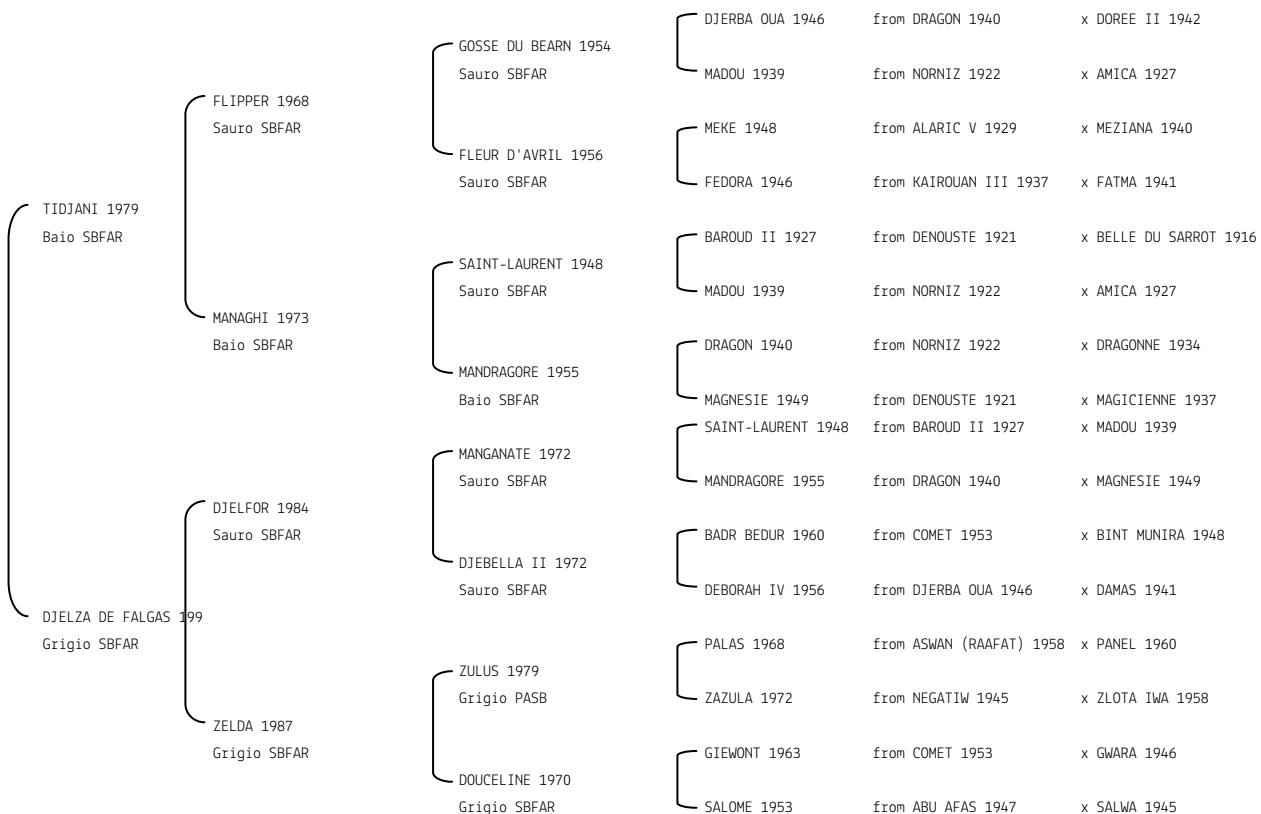 DJERBA OUA 1946 from DRAGON 1940 x DOREE II 1942
GOSSE DU BEARN 1954
Sauro SBFAR MADOU 1939 from NORNIZ 1922 x AMICA 1927
FLIPPER 1968
Sauro SBFAR MEKE 1948 from ALARIC V 1929 x MEZIANA 1940
FLEUR D'AVRIL 1956
Sauro SBFAR FEDORA 1946 from KAIROUAN III 1937 x FATMA 1941
TIDJANI 1979
Baio SBFAR BAROUD II 1927 from DENOUSTE 1921 x BELLE DU SARROT 1916
SAINT-LAURENT 1948
Sauro SBFAR MADOU 1939 from NORNIZ 1922 x AMICA 1927
MANAGHI 1973
Baio SBFAR DRAGON 1940 from NORNIZ 1922 x DRAGONNE 1934
MANDRAGORE 1955
Baio SBFAR MAGNESIE 1949 from DENOUSTE 1921 x MAGICIENNE 1937
SAINT-LAURENT 1948 from BAROUD II 1927 x MADOU 1939
MANGANATE 1972
Sauro SBFAR MANDRAGORE 1955 from DRAGON 1940 x MAGNESIE 1949
DJELFOR 1984
Sauro SBFAR BADR BEDUR 1960 from COMET 1953 x BINT MUNIRA 1948
DJEBELLA II 1972
Sauro SBFAR DEBORAH IV 1956 from DJERBA OUA 1946 x DAMAS 1941
DJELZA DE FALGAS 199
Grigio SBFAR PALAS 1968 from ASWAN (RAAFAT) 1958 x PANEL 1960
ZULUS 1979
Grigio PASB ZAZULA 1972 from NEGATIW 1945 x ZLOTA IWA 1958
ZELDA 1987
Grigio SBFAR GIEWONT 1963 from COMET 1953 x GWARA 1946
DOUCELINE 1970
Grigio SBFAR SALOME 1953 from ABU AFAS 1947 x SALWA 1945